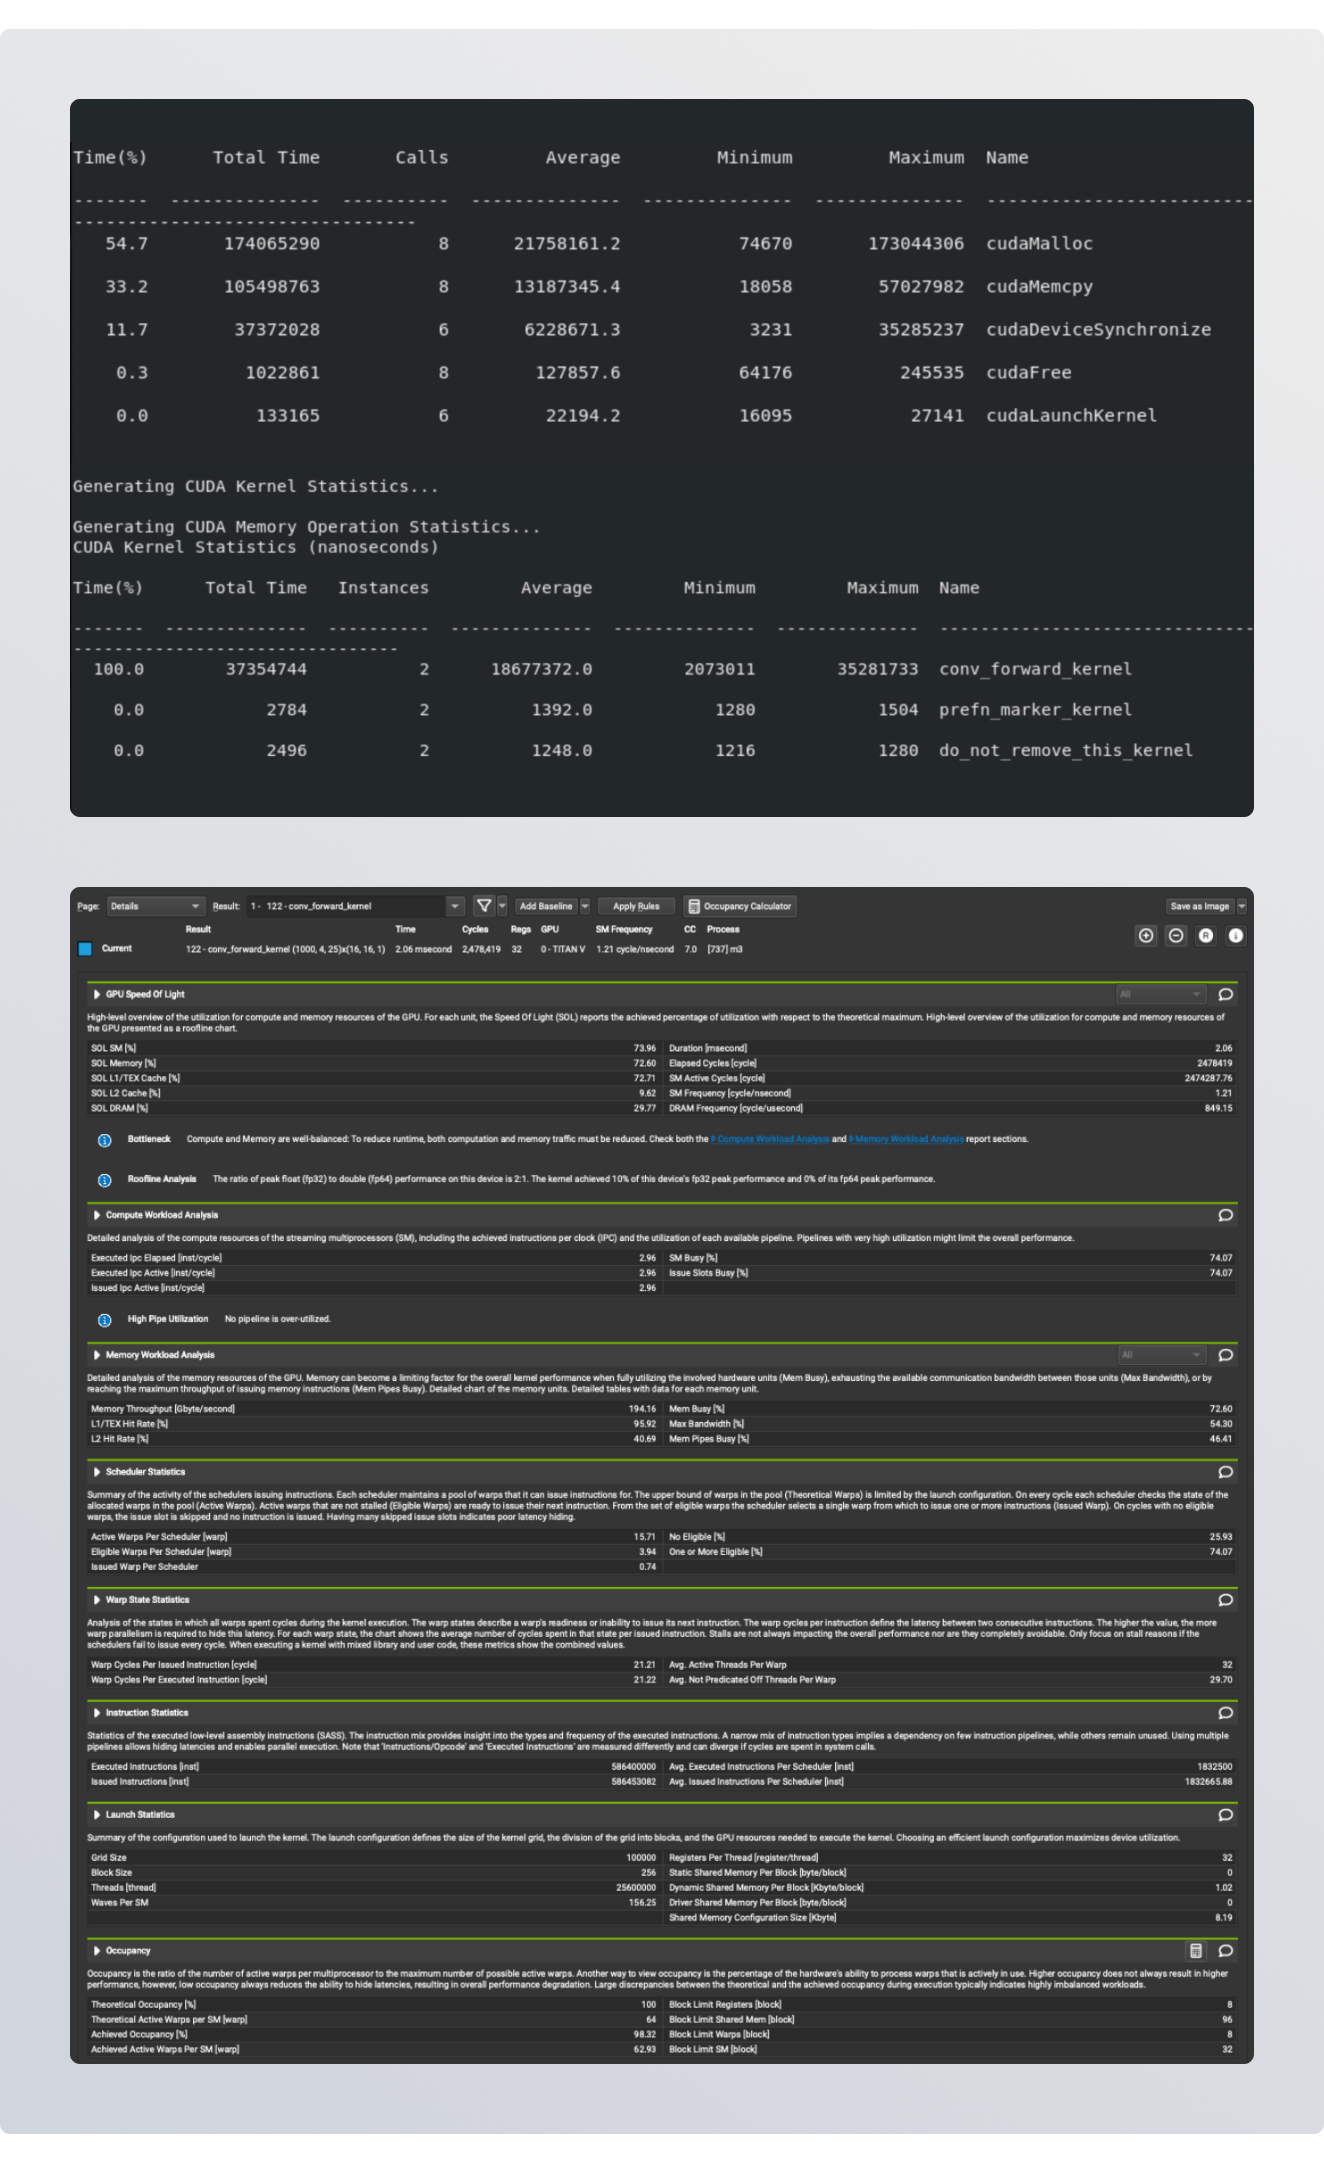 Time(%) Total Time Calls Average Minimum Maximum Name
------- -------------- ---------- -------------- -------------- -------------- -------------------------
--------------------------------
54.7 174065290 8 21758161.2 74670 173044306 cudaMalloc
33.2 105498763 8 13187345.4 18058 57027982 cudaMemcpy
11.7 37372028 6 6228671.3 3231 35285237 cudaDeviceSynchronize
0.3 1022861 8 127857.6 64176 245535 cudaFree
0.0 133165 6 22194.2 16095 27141 cudaLaunchKernel
Generating CUDA Kernel Statistics...
Generating CUDA Memory Operation Statistics...
CUDA Kernel Statistics (nanoseconds)
Time(%) Total Time Instances Average Minimum Maximum Name
------- -------------- ---------- -------------- -------------- -------------- -------------------------------
--------------------------------
100.0 37354744 2 18677372.0 2073011 35281733 conv_forward_kernel
0.0 2784 2 1392.0 1280 1504 prefn_marker_kernel
0.0 2496 2 1248.0 1216 1280 do_not_remove_this_kernel
Page: Details Result: 1 - 122 - conv_forward_kernel Add Baseline Apply Rules Occupancy Calculator Save as Image
Result Time Cycles Regs GPU SM Frequency CC Process
Current 122 - conv_forward_kernel (1000, 4, 25)x(16, 16, 1) 2.06 msecond 2,478,419 32 0 - TITAN V 1.21 cycle/nsecond 7.0 [737] m3
GPU Speed Of Light All
High-level overview of the utilization for compute and memory resources of the GPU. For each unit, the Speed Of Light (SOL) reports the achieved percentage of utilization with respect to the theoretical maximum. High-level overview of the utilization for compute and memory resources of
the GPU presented as a roofline chart.
SOL SM [%] 73.96 Duration [msecond] 2.06
SOL Memory [%] 72.60 Elapsed Cycles [cycle] 2478419
SOL L1/TEX Cache [%] 72.71 SM Active Cycles [cycle] 2474287.76
SOL L2 Cache [%] 9.62 SM Frequency [cycle/nsecond] 1.21
SOL DRAM [%] 29.77 DRAM Frequency [cycle/usecond] 849.15
Bottleneck Compute and Memory are well-balanced: To reduce runtime, both computation and memory traffic must be reduced. Check both the # Compute Workload Analysis and # Memory Workload Analysis report sections.
Roofline Analysis The ratio of peak float (fp32) to double (fp64) performance on this device is 2:1. The kernel achieved 10% of this device's fp32 peak performance and 0% of its fp64 peak performance.
Compute Workload Analysis
Detailed analysis of the compute resources of the streaming multiprocessors (SM), including the achieved instructions per clock (IPC) and the utilization of each available pipeline. Pipelines with very high utilization might limit the overall performance.
Executed Ipc Elapsed [inst/cycle] 2.96 SM Busy [%] 74.07
Executed Ipc Active [inst/cycle] 2.96 Issue Slots Busy [%] 74.07
Issued Ipc Active [inst/cycle] 2.96
High Pipe Utilization No pipeline is over-utilized.
Memory Workload Analysis All
Detailed analysis of the memory resources of the GPU. Memory can become a limiting factor for the overall kernel performance when fully utilizing the involved hardware units (Mem Busy), exhausting the available communication bandwidth between those units (Max Bandwidth), or by
reaching the maximum throughput of issuing memory instructions (Mem Pipes Busy). Detailed chart of the memory units. Detailed tables with data for each memory unit.
Memory Throughput [Gbyte/second] 194.16 Mem Busy [%] 72.60
L1/TEX Hit Rate [%] 95.92 Max Bandwidth [%] 54.30
L2 Hit Rate [%] 40.69 Mem Pipes Busy [%] 46.41
Scheduler Statistics
Summary of the activity of the schedulers issuing instructions. Each scheduler maintains a pool of warps that it can issue instructions for. The upper bound of warps in the pool (Theoretical Warps) is limited by the launch configuration. On every cycle each scheduler checks the state of the
allocated warps in the pool (Active Warps). Active warps that are not stalled (Eligible Warps) are ready to issue their next instruction. From the set of eligible warps the scheduler selects a single warp from which to issue one or more instructions (Issued Warp). On cycles with no eligible
warps, the issue slot is skipped and no instruction is issued. Having many skipped issue slots indicates poor latency hiding.
Active Warps Per Scheduler [warp] 15.71 No Eligible [%] 25.93
Eligible Warps Per Scheduler [warp] 3.94 One or More Eligible [%] 74.07
Issued Warp Per Scheduler 0.74
Warp State Statistics
Analysis of the states in which all warps spent cycles during the kernel execution. The warp states describe a warp's readiness or inability to issue its next instruction. The warp cycles per instruction define the latency between two consecutive instructions. The higher the value, the more
warp parallelism is required to hide this latency. For each warp state, the chart shows the average number of cycles spent in that state per issued instruction. Stalls are not always impacting the overall performance nor are they completely avoidable. Only focus on stall reasons if the
schedulers fail to issue every cycle. When executing a kernel with mixed library and user code, these metrics show the combined values.
Warp Cycles Per Issued Instruction [cycle] 21.21 Avg. Active Threads Per Warp 32
Warp Cycles Per Executed Instruction [cycle] 21.22 Avg. Not Predicated Off Threads Per Warp 29.70
Instruction Statistics
Statistics of the executed low-level assembly instructions (SASS). The instruction mix provides insight into the types and frequency of the executed instructions. A narrow mix of instruction types implies a dependency on few instruction pipelines, while others remain unused. Using multiple
pipelines allows hiding latencies and enables parallel execution. Note that 'Instructions/Opcode' and 'Executed Instructions' are measured differently and can diverge if cycles are spent in system calls.
Executed Instructions [inst] 586400000 Avg. Executed Instructions Per Scheduler [inst] 1832500
Issued Instructions [inst] 586453082 Avg. Issued Instructions Per Scheduler [inst] 1832665.88
Launch Statistics
Summary of the configuration used to launch the kernel. The launch configuration defines the size of the kernel grid, the division of the grid into blocks, and the GPU resources needed to execute the kernel. Choosing an efficient launch configuration maximizes device utilization.
Grid Size 100000 Registers Per Thread [register/thread] 32
Block Size 256 Static Shared Memory Per Block [byte/block] 0
Threads [thread] 25600000 Dynamic Shared Memory Per Block [Kbyte/block] 1.02
Waves Per SM 156.25 Driver Shared Memory Per Block [byte/block] 0
Shared Memory Configuration Size [Kbyte] 8.19
Occupancy
Occupancy is the ratio of the number of active warps per multiprocessor to the maximum number of possible active warps. Another way to view occupancy is the percentage of the hardware's ability to process warps that is actively in use. Higher occupancy does not always result in higher
performance, however, low occupancy always reduces the ability to hide latencies, resulting in overall performance degradation. Large discrepancies between the theoretical and the achieved occupancy during execution typically indicates highly imbalanced workloads.
Theoretical Occupancy [%] 100 Block Limit Registers [block] 8
Theoretical Active Warps per SM [warp] 64 Block Limit Shared Mem [block] 96
Achieved Occupancy [%] 98.32 Block Limit Warps [block] 8
Achieved Active Warps Per SM [warp] 62.93 Block Limit SM [block] 32